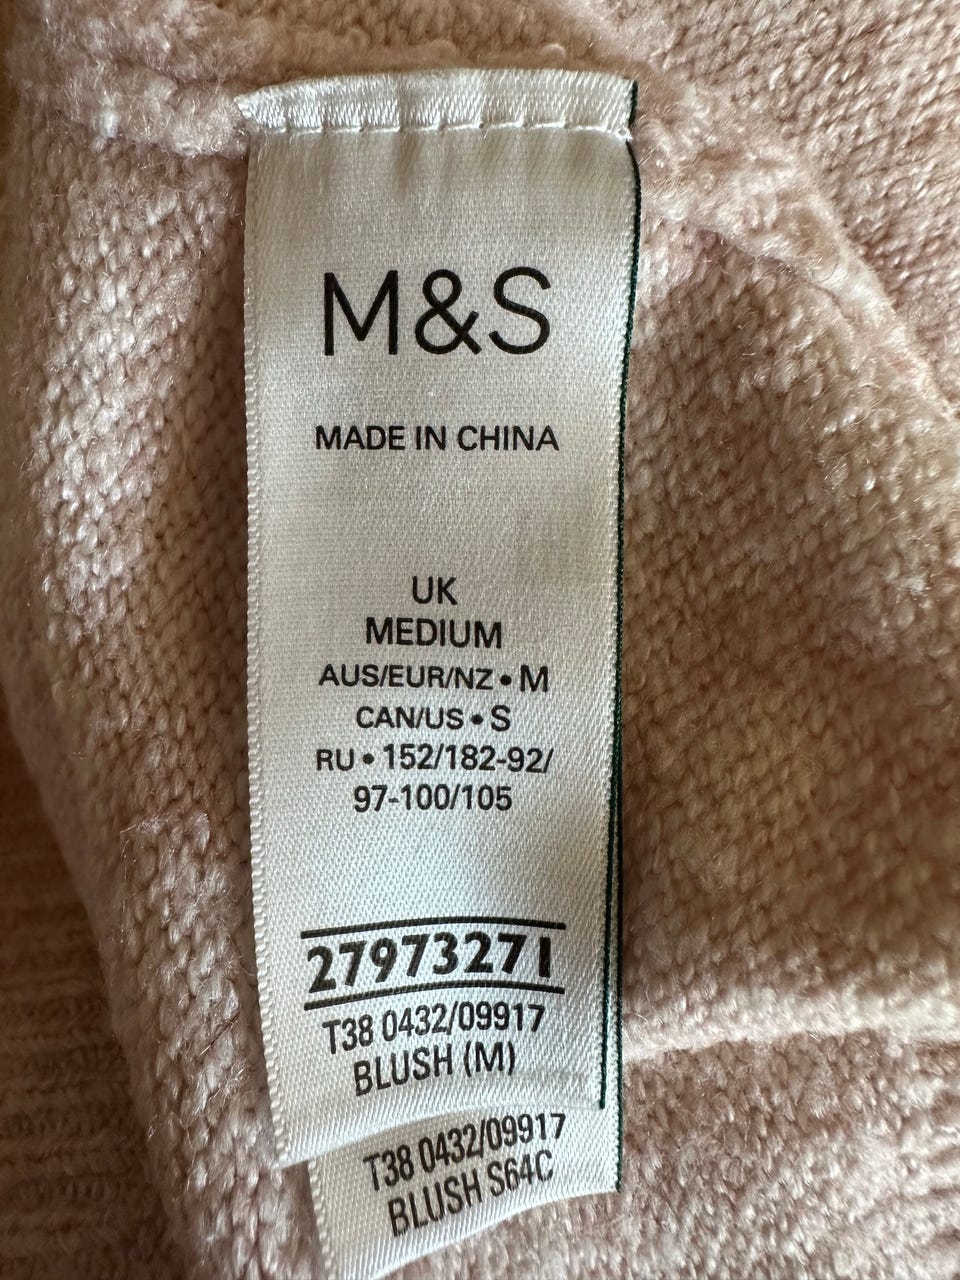 M&S
MADE IN CHINA
UK
MEDIUM
AUS/EUR/NZ • M
CAN/US • S
RU • 152/182-92/
97-100/105
27973271
T38 0432/09917
BLUSH (M)
T38 0432/09917
BLUSH S64C